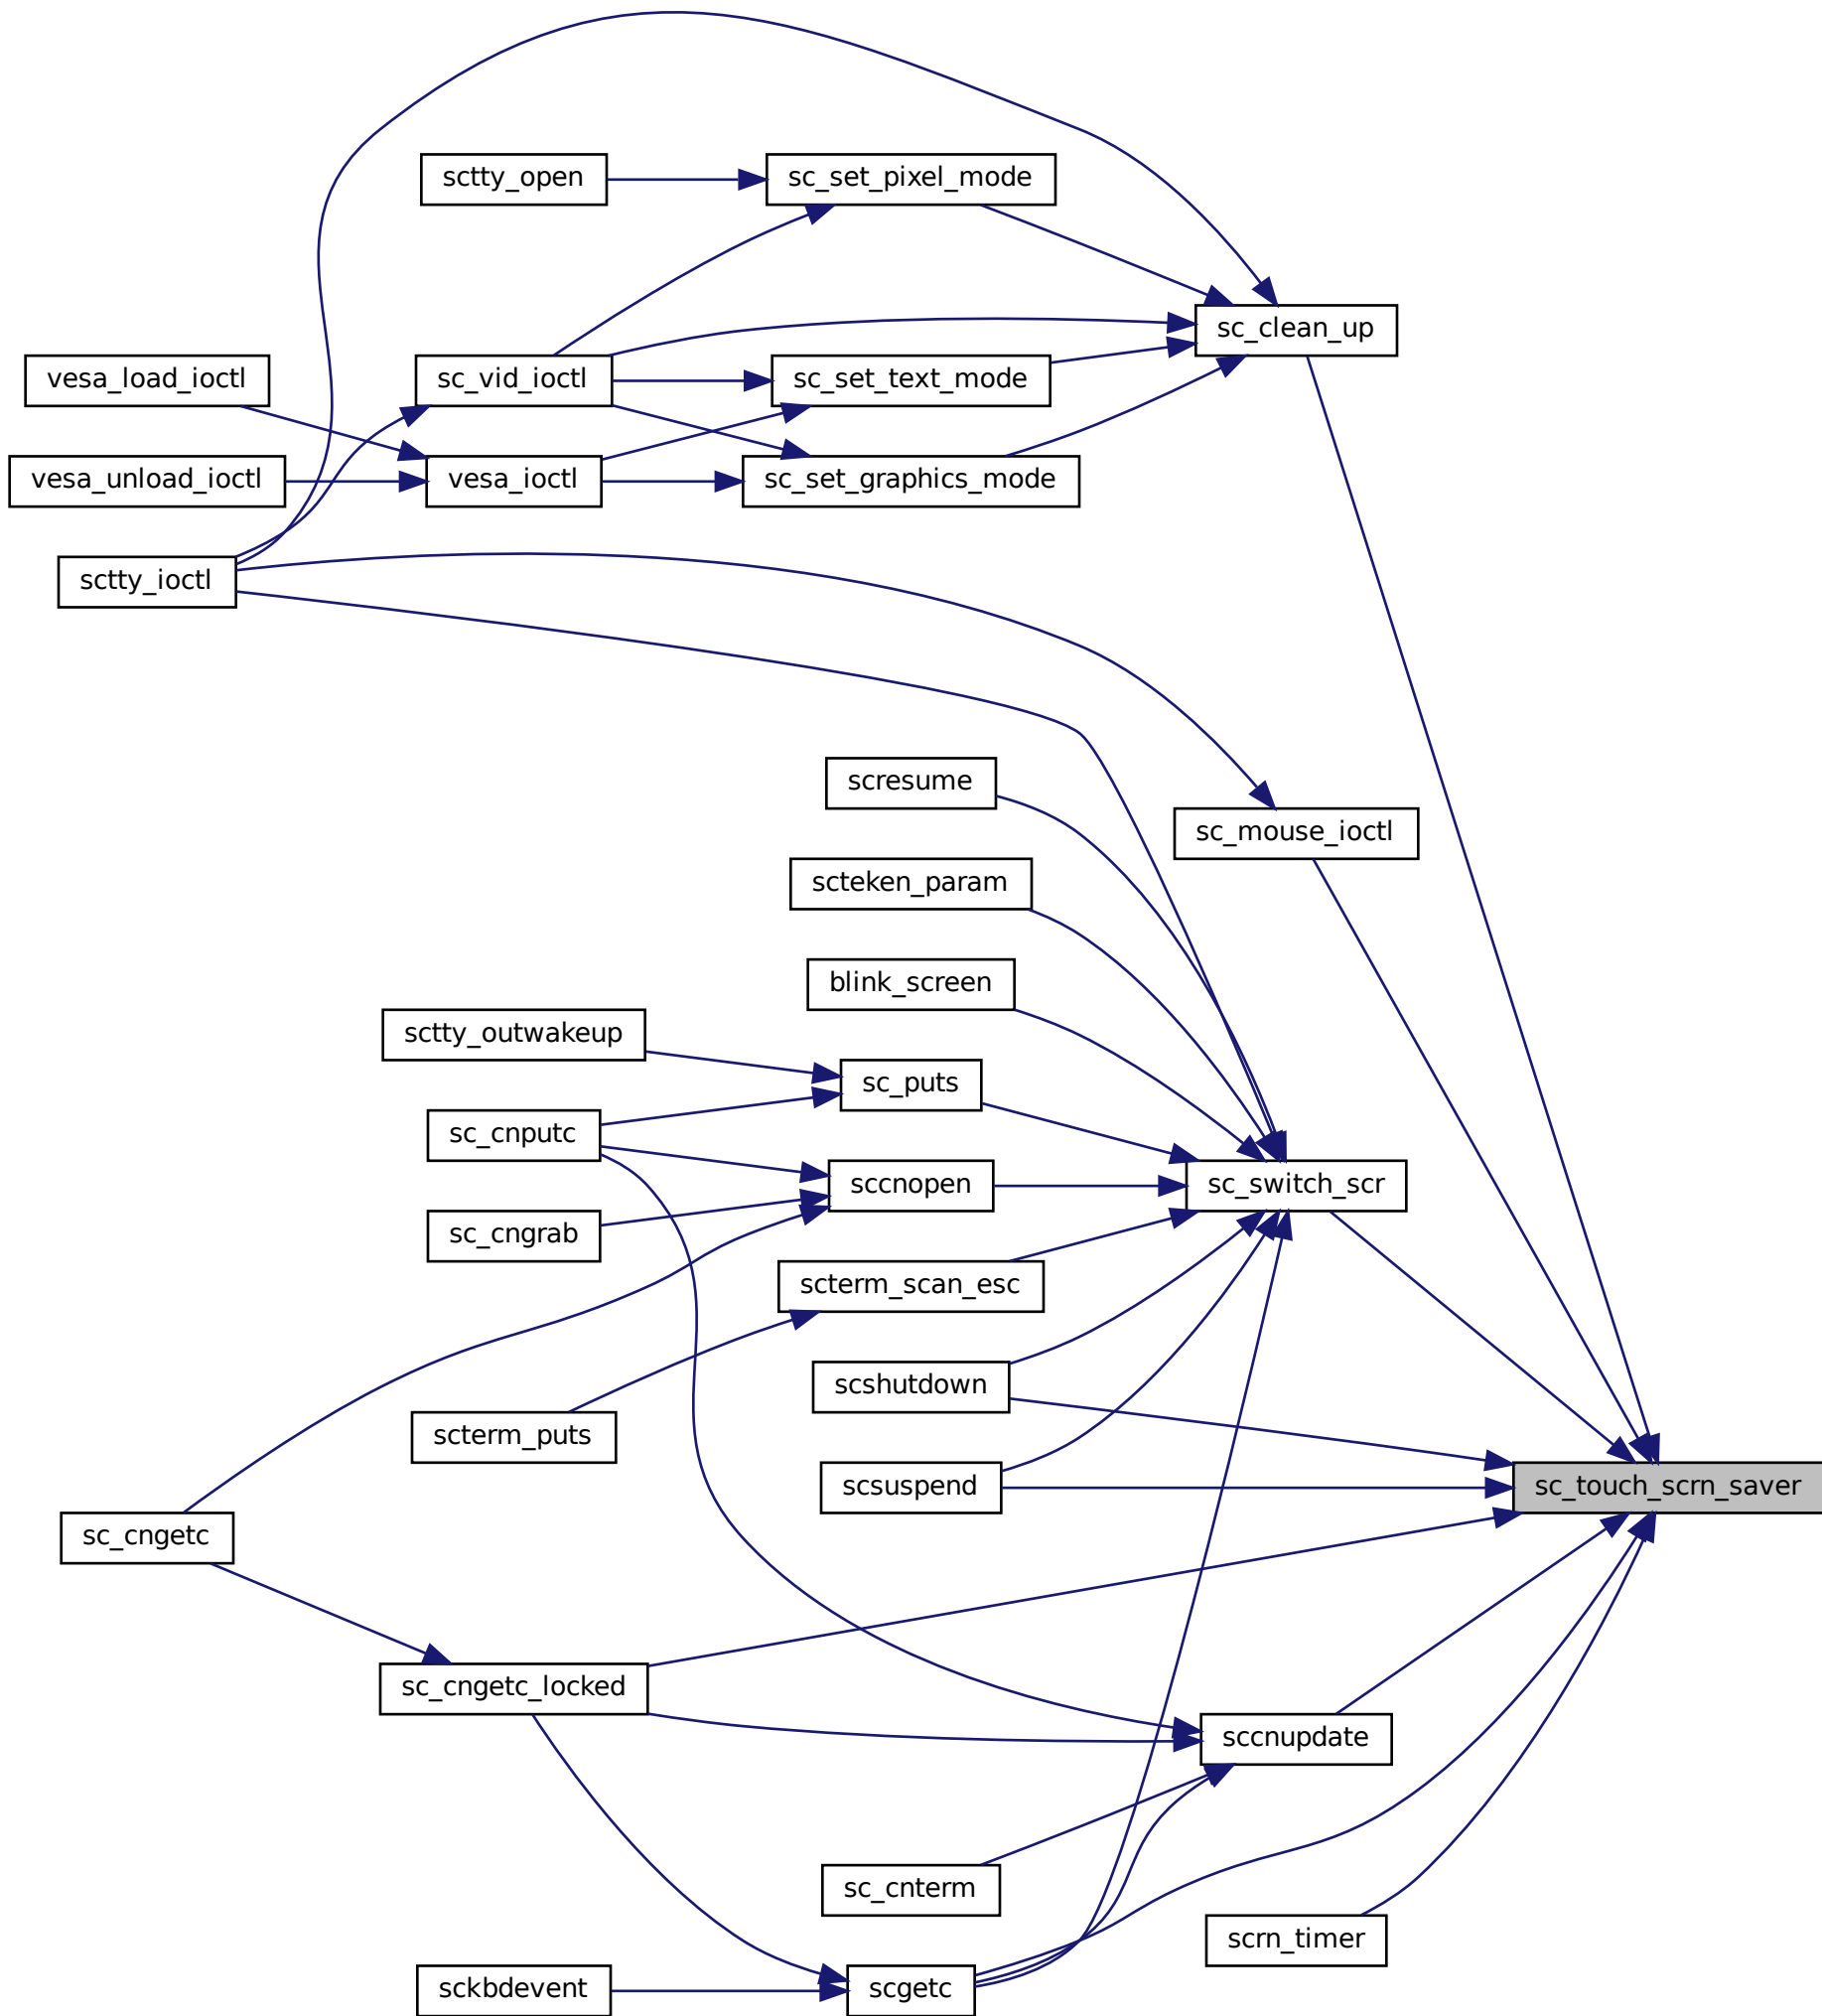 sctty_open
sc_set_pixel_mode
sc_clean_up
vesa_load_ioctl
sc_vid_ioctl
sc_set_text_mode
vesa_unload_ioctl
vesa_ioctl
sc_set_graphics_mode
sctty_ioctl
scresume
sc_mouse_ioctl
scteken_param
blink_screen
sctty_outwakeup
sc_puts
sc_cnputc
sccnopen
sc_switch_scr
sc_cngrab
scterm_scan_esc
scshutdown
scterm_puts
scsuspend
sc_touch_scrn_saver
sc_cngetc
sc_cngetc_locked
sccnupdate
sc_cnterm
scrn_timer
sckbdevent
scgetc